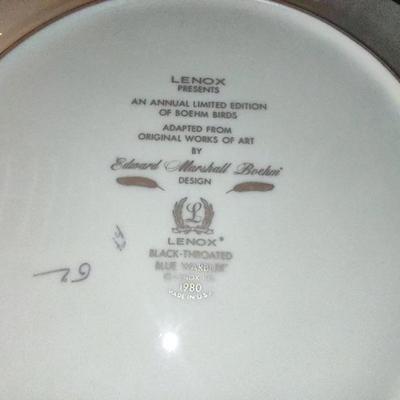 LENOX
PRESENTS
AN ANNUAL LIMITED EDITION
OF BOEHM BIRDS
ADAPTED FROM
ORIGINAL WORKS OF ART
BY
Edward Marshall Boehm
DESIGN
L
LENOX®
BLACK-THROATED
BLUE WARBLER
1980
MADE IN U.S.A.